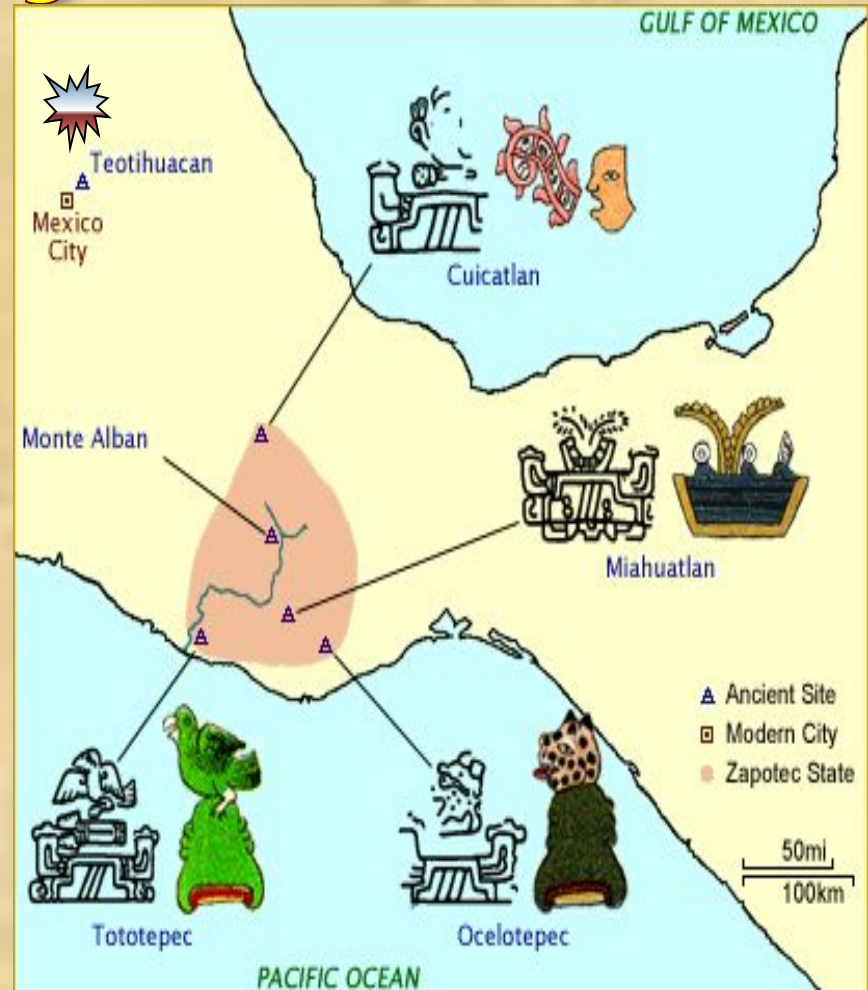 GULF OF MEXICO
Teotihuacan
Mexico
City
Cuicatlan
Monte Alban
Miahuatlan
Ancient Site
Modern City
Zapotec State
50mi
100km
Tototepec
Ocelotepec
PACIFIC OCEAN